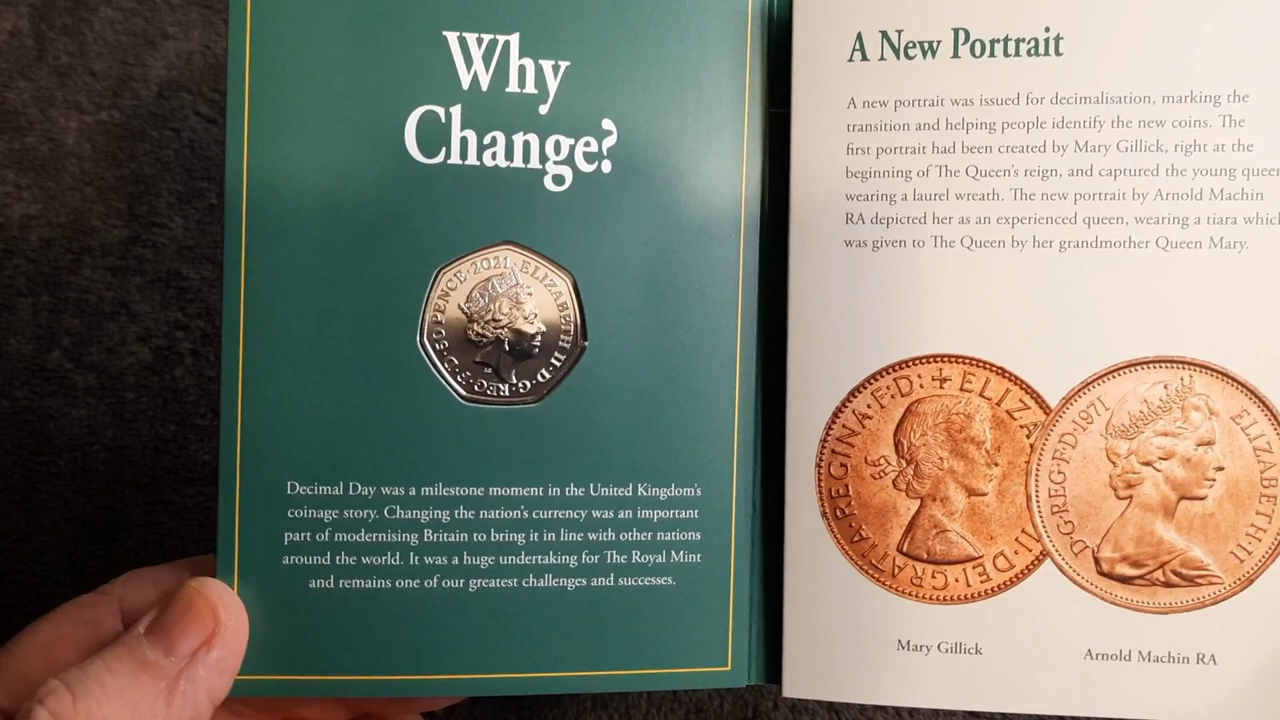 Why
Change?
50 PENCE · 2021 · ELIZABETH II · D · G · REG · F · D ·
Decimal Day was a milestone moment in the United Kingdom's
coinage story. Changing the nation's currency was an important
part of modernising Britain to bring it in line with other nations
around the world. It was a huge undertaking for The Royal Mint
and remains one of our greatest challenges and successes.
A New Portrait
A new portrait was issued for decimalisation, marking the
transition and helping people identify the new coins. The
first portrait had been created by Mary Gillick, right at the
beginning of The Queen's reign, and captured the young queen
wearing a laurel wreath. The new portrait by Arnold Machin
RA depicted her as an experienced queen, wearing a tiara which
was given to The Queen by her grandmother Queen Mary.
+ ELIZA II · DEI · GRATIA · REGINA · F : D :
D · G · REG · F · D · 1971 ELIZABETH II
Mary Gillick
Arnold Machin RA